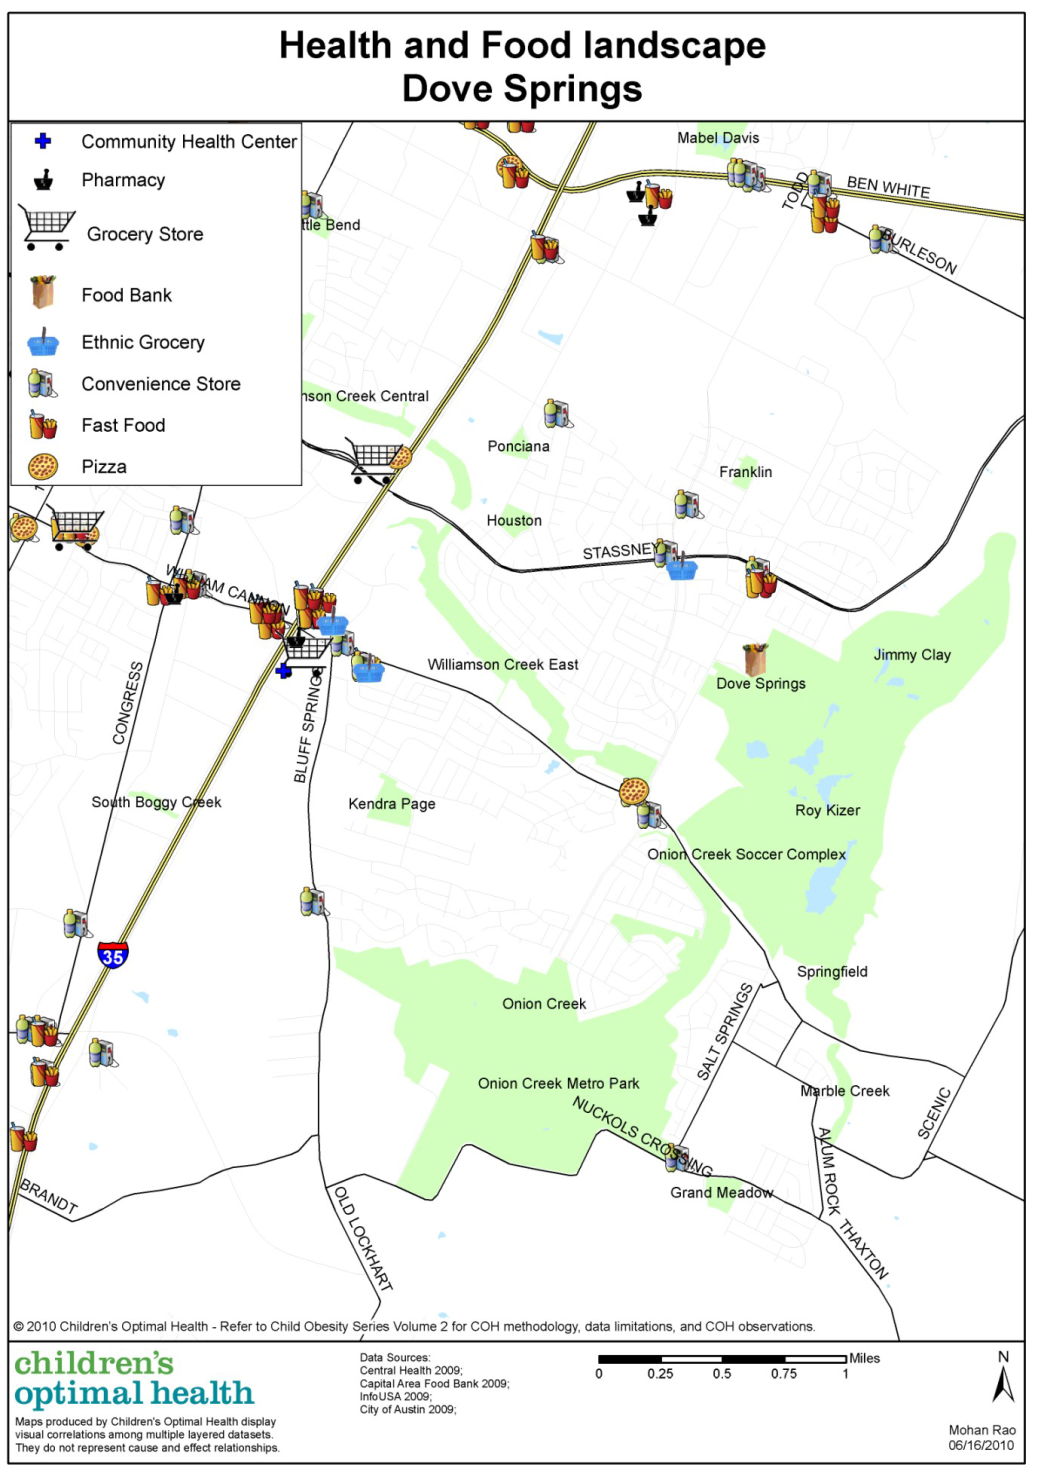 Health and Food landscape
Dove Springs
Community Health Center
Pharmacy
Grocery Store
Food Bank
Ethnic Grocery
Convenience Store
Fast Food
Pizza
Mabel Davis
TODD
BEN WHITE
BURLESON
ttle Bend
nson Creek Central
Ponciana
Franklin
Houston
STASSNEY
WILLIAM CANNON
Jimmy Clay
Williamson Creek East
Dove Springs
CONGRESS
BLUFF SPRING
South Boggy Creek
Kendra Page
Roy Kizer
Onion Creek Soccer Complex
35
Springfield
Onion Creek
SALT SPRINGS
Onion Creek Metro Park
Marble Creek
NUCKOLS CROSSING
SCENIC
ALUM ROCK
Grand Meadow
BRANDT
OLD LOCKHART
THAXTON
© 2010 Children's Optimal Health - Refer to Child Obesity Series Volume 2 for COH methodology, data limitations, and COH observations.
children's
optimal health
Maps produced by Children's Optimal Health display
visual correlations among multiple layered datasets.
They do not represent cause and effect relationships.
Data Sources:
Central Health 2009;
Capital Area Food Bank 2009;
InfoUSA 2009;
City of Austin 2009;
Miles
0 0.25 0.5 0.75 1
N
Mohan Rao
06/16/2010